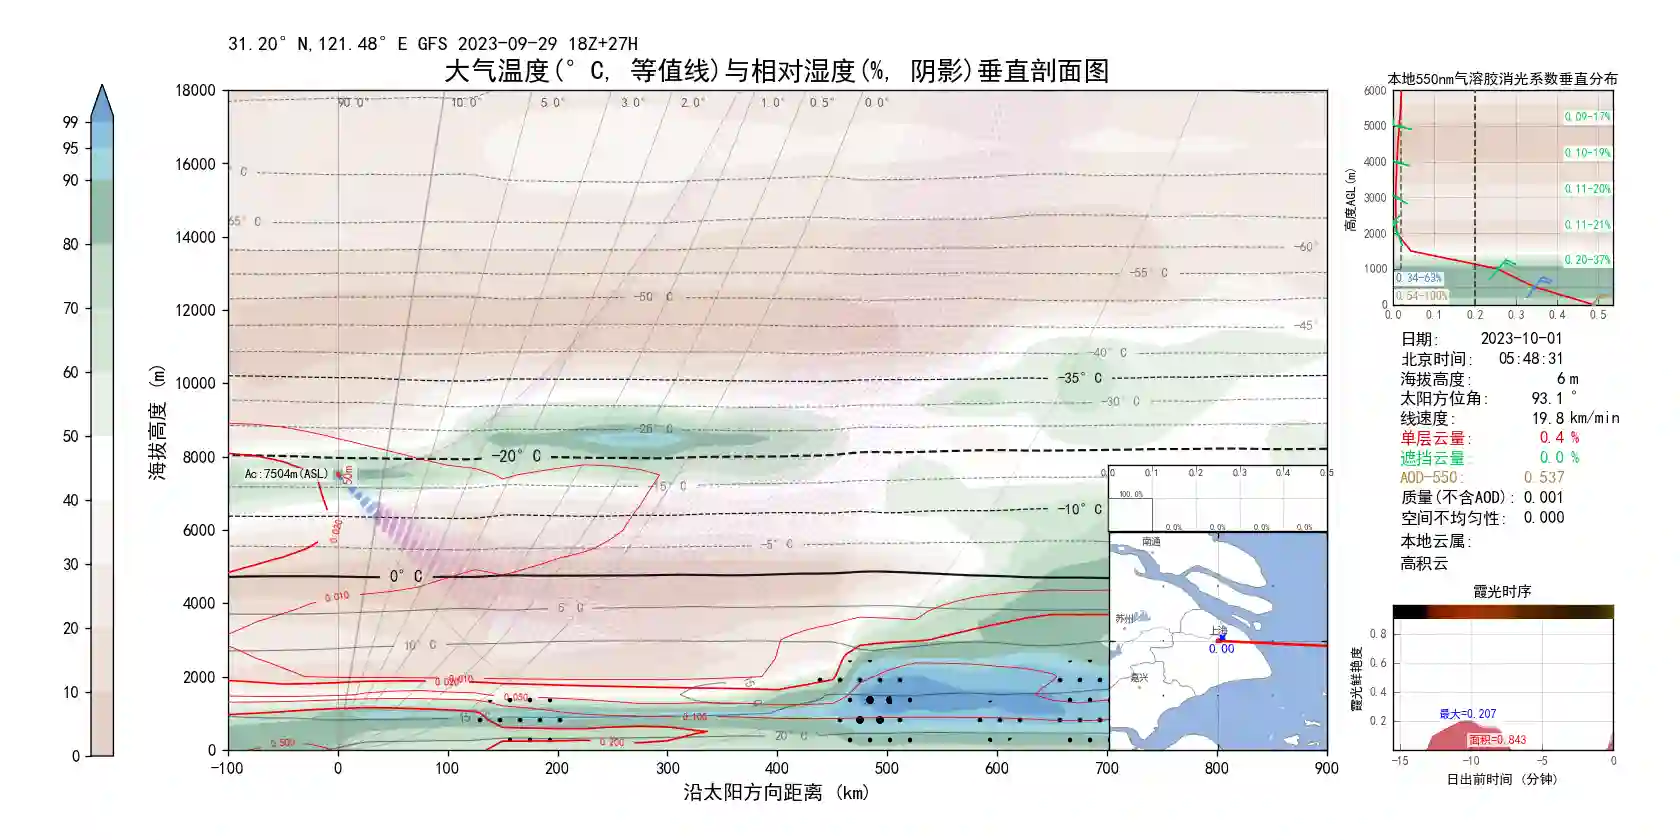 31.20°N,121.48°E GFS 2023-09-29 18Z+27H
大气温度(°C, 等值线)与相对湿度(%, 阴影)垂直剖面图
99
95
90
80
70
60
50
40
30
20
10
0
海拔高度 (m)
18000
16000
14000
12000
10000
8000
6000
4000
2000
0
90.0° 10.0° 5.0° 3.0° 2.0° 1.0° 0.5° 0.0°
65°C
-60°
-55°C
-50°C
-45°
-40°C
-35°C
-30°C
-20°C
-15°C
-10°C
-5°C
0°C
5°C
10°C
15
20°C
Ac:7504m(ASL)
50m
0.020
0.010
0.010
0.050
0.100
0.500
0.200
-100 0 100 200 300 400 500 600 700 800 900
沿太阳方向距离 (km)
0.0 0.1 0.2 0.3 0.4 0.5
100.0%
0.0% 0.0% 0.0% 0.0%
南通
苏州
上海
0.00
嘉兴
本地550nm气溶胶消光系数垂直分布
高度AGL(m)
6000
5000
4000
3000
2000
1000
0
0.09-17%
0.10-19%
0.11-20%
0.11-21%
0.20-37%
0.34-63%
0.54-100%
0.0 0.1 0.2 0.3 0.4 0.5
日期: 2023-10-01
北京时间: 05:48:31
海拔高度: 6 m
太阳方位角: 93.1 °
线速度: 19.8 km/min
单层云量: 0.4 %
遮挡云量: 0.0 %
AOD-550: 0.537
质量(不含AOD): 0.001
空间不均匀性: 0.000
本地云属:
高积云
霞光时序
霞光鲜艳度
0.8
0.6
0.4
0.2
最大=0.207
面积=0.843
-15 -10 -5 0
日出前时间 (分钟)